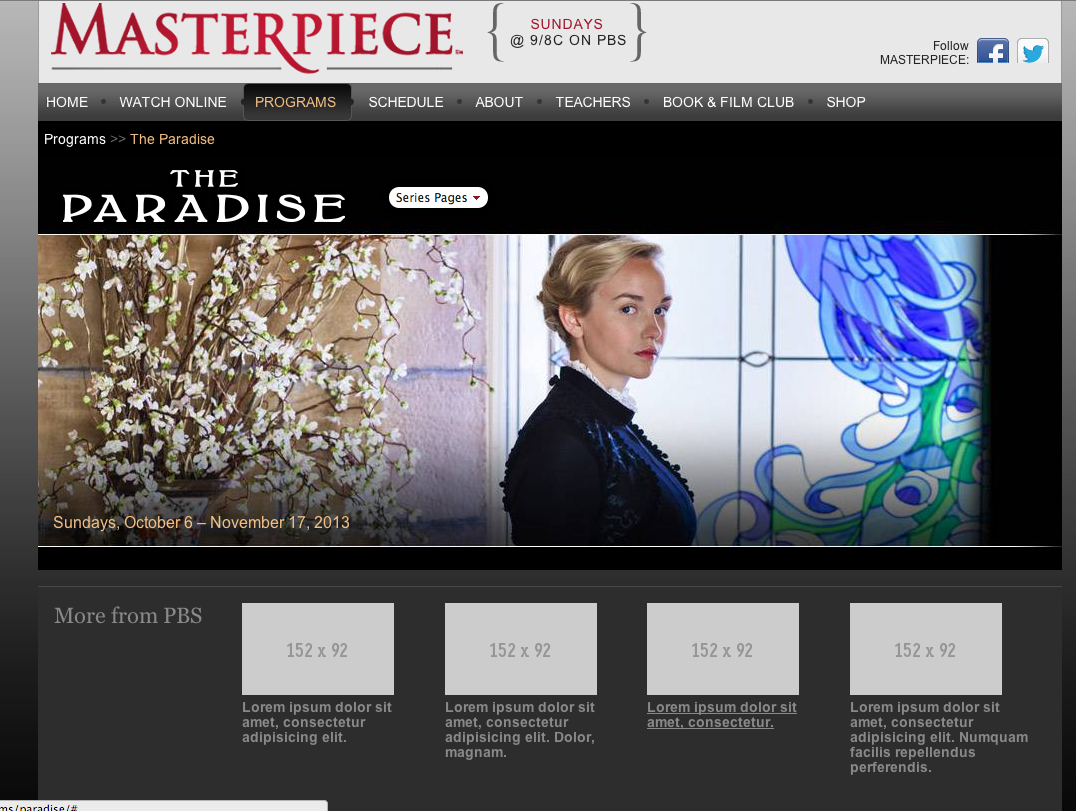 MASTERPIECE™
SUNDAYS
@ 9/8C ON PBS
Follow
MASTERPIECE:
HOME • WATCH ONLINE • PROGRAMS • SCHEDULE • ABOUT • TEACHERS • BOOK & FILM CLUB • SHOP
Programs >> The Paradise
THE
PARADISE
Series Pages
Sundays, October 6 – November 17, 2013
More from PBS
152 x 92
Lorem ipsum dolor sit
amet, consectetur
adipisicing elit.
152 x 92
Lorem ipsum dolor sit
amet, consectetur
adipisicing elit. Dolor,
magnam.
152 x 92
Lorem ipsum dolor sit
amet, consectetur.
152 x 92
Lorem ipsum dolor sit
amet, consectetur
adipisicing elit. Numquam
facilis repellendus
perferendis.
ms/paradise/#